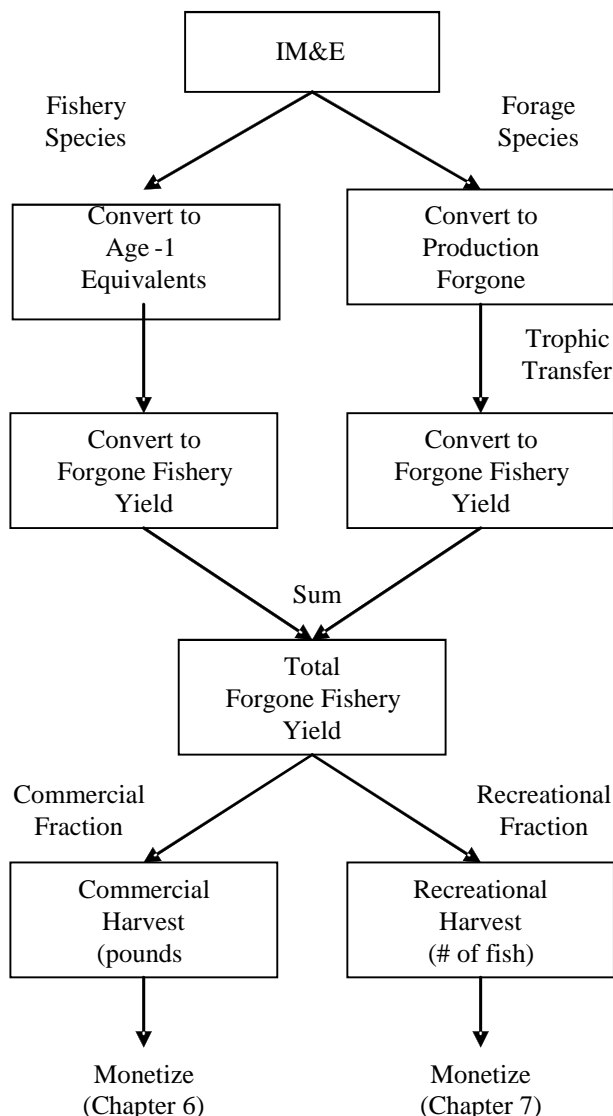 IM&E
Fishery
Species
Forage
Species
Convert to
Age -1
Equivalents
Convert to
Production
Forgone
Trophic
Transfer
Convert to
Forgone Fishery
Yield
Convert to
Forgone Fishery
Yield
Sum
Total
Forgone Fishery
Yield
Commercial
Fraction
Recreational
Fraction
Commercial
Harvest
(pounds
Recreational
Harvest
(# of fish)
Monetize
(Chapter 6)
Monetize
(Chapter 7)